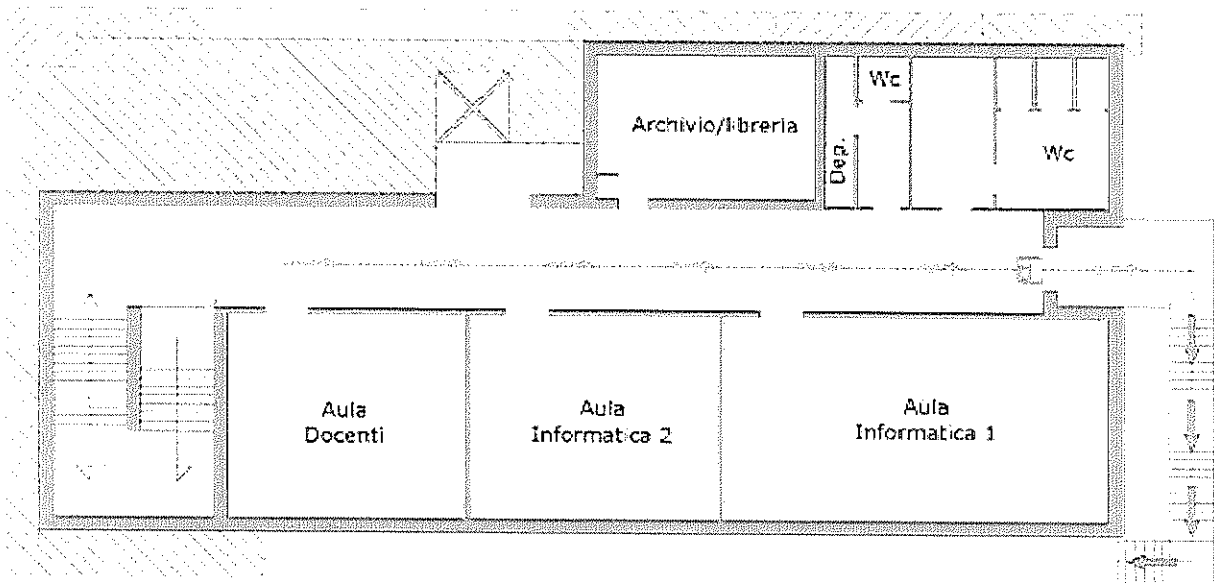 Wc
Archivio/libreria
Dep.
Wc
Aula
Docenti
Aula
Informatica 2
Aula
Informatica 1